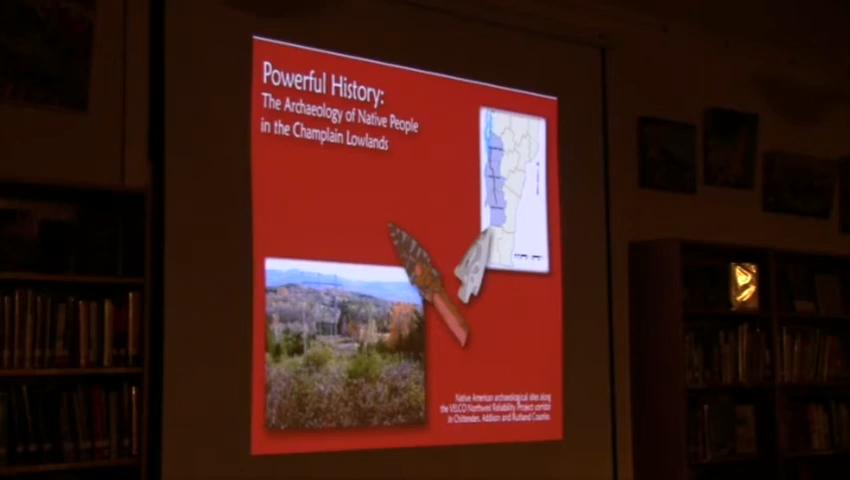 Powerful History:
The Archaeology of Native People
in the Champlain Lowlands
Native American archaeological sites along
the VELCO Northwest Reliability Project corridor
in Chittenden, Addison and Rutland Counties